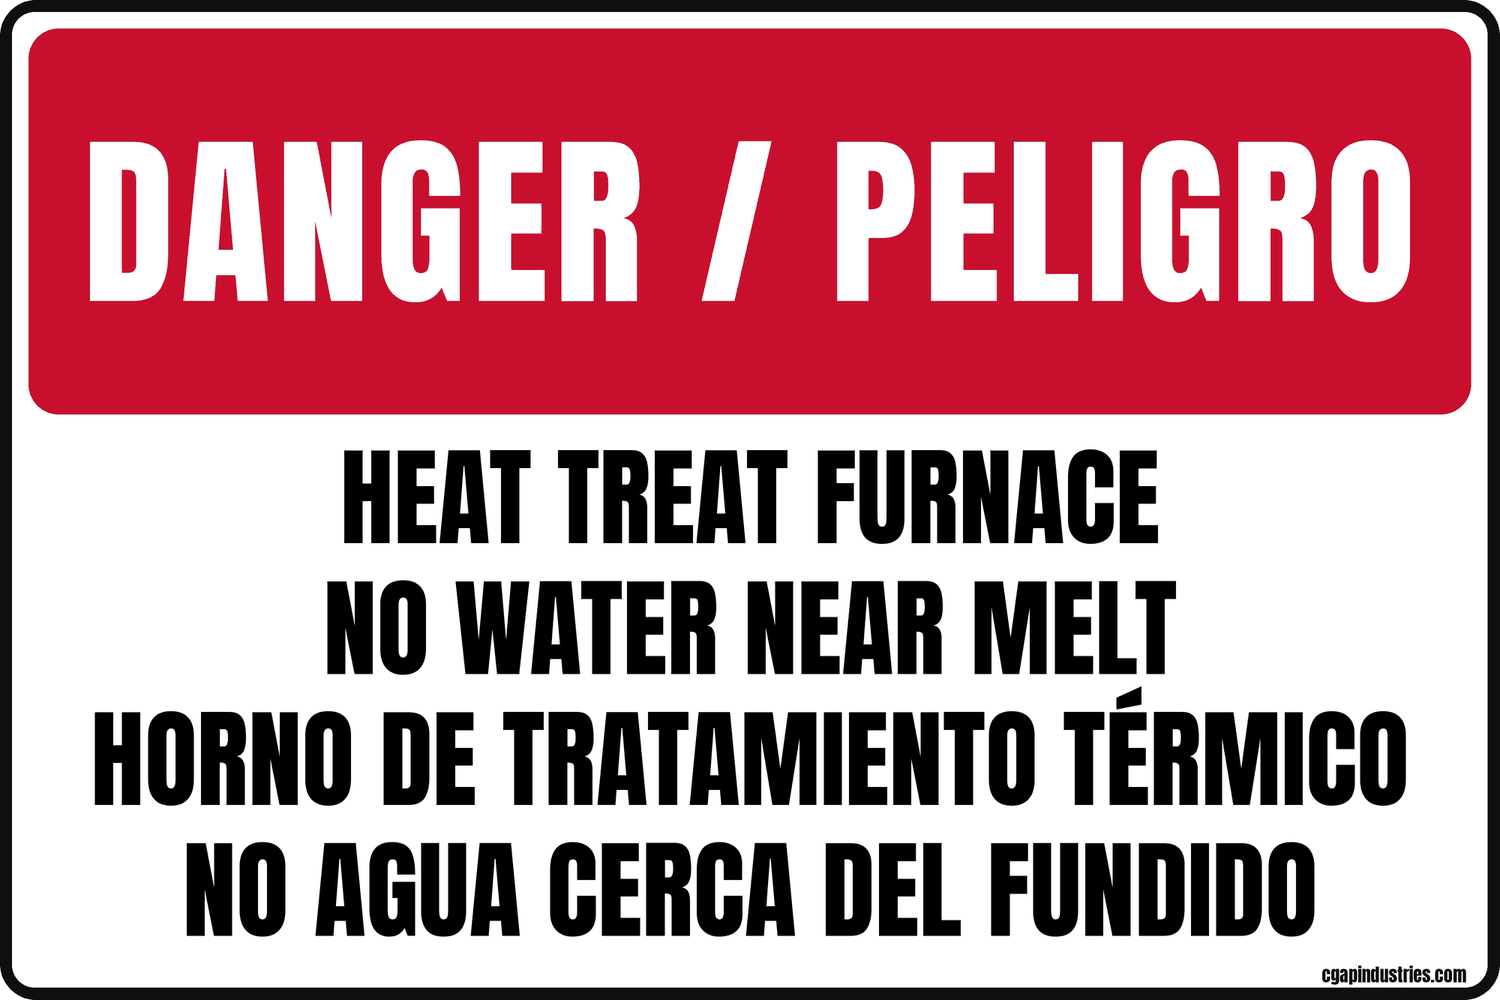 DANGER / PELIGRO
HEAT TREAT FURNACE
NO WATER NEAR MELT
HORNO DE TRATAMIENTO TÉRMICO
NO AGUA CERCA DEL FUNDIDO
cgapindustries.com